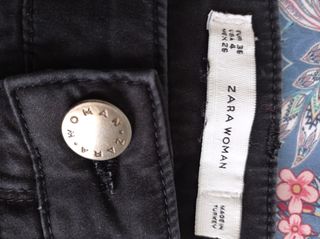 WOMAN·ZARA
EUR 36
USA 4
MEX 26
ZARA WOMAN
MADE IN
TURKEY